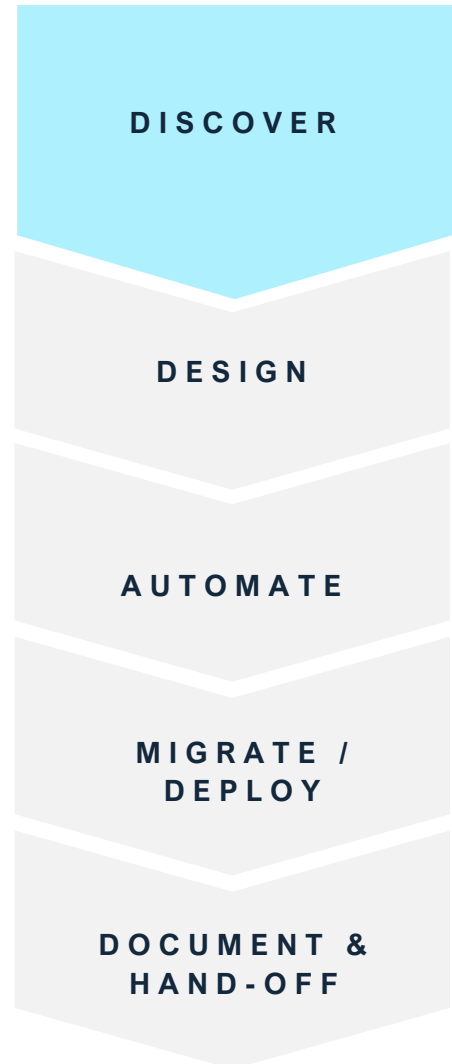 DISCOVER
DESIGN
AUTOMATE
MIGRATE /
DEPLOY
DOCUMENT &
HAND-OFF